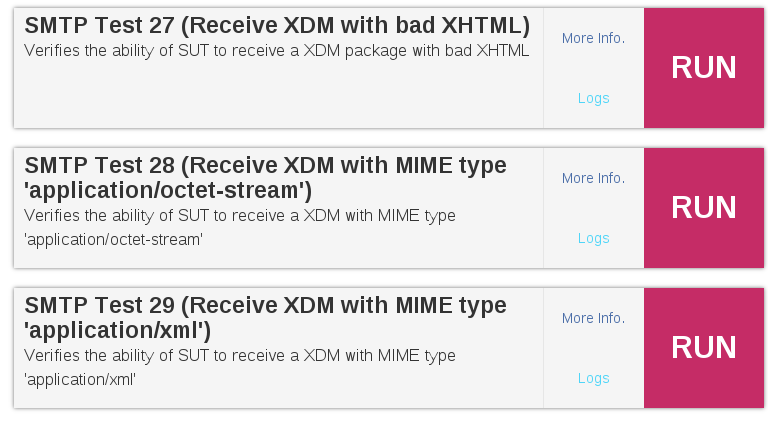 SMTP Test 27 (Receive XDM with bad XHTML)
Verifies the ability of SUT to receive a XDM package with bad XHTML
More Info.
Logs
RUN
SMTP Test 28 (Receive XDM with MIME type
'application/octet-stream')
Verifies the ability of SUT to receive a XDM with MIME type
'application/octet-stream'
More Info.
Logs
RUN
SMTP Test 29 (Receive XDM with MIME type
'application/xml')
Verifies the ability of SUT to receive a XDM with MIME type
'application/xml'
More Info.
Logs
RUN